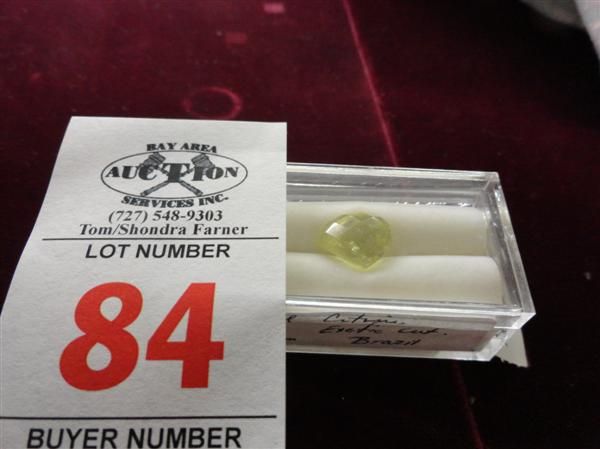 BAY AREA
AUCTION
SERVICES INC.
(727) 548-9303
Tom/Shondra Farner
LOT NUMBER
84
BUYER NUMBER
Citrine
Exotic Cut.
Brazil